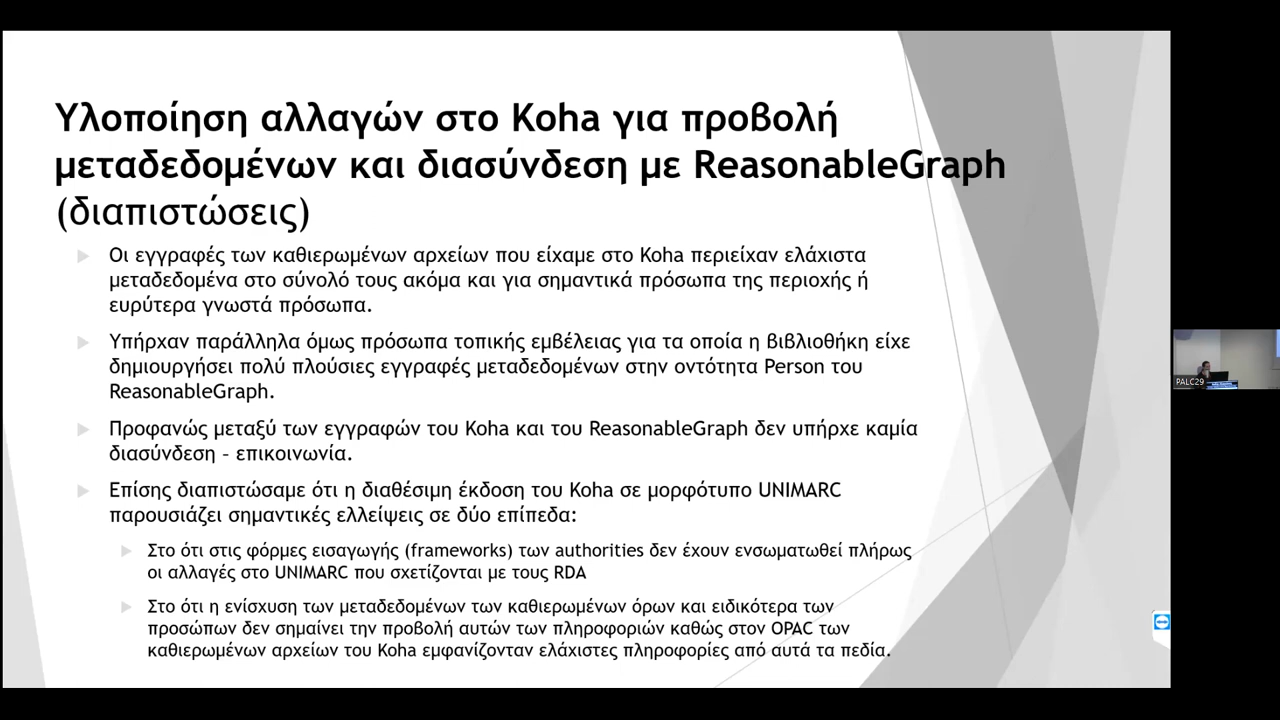 Υλοποίηση αλλαγών στο Koha για προβολή
μεταδεδομένων και διασύνδεση με ReasonableGraph
(διαπιστώσεις)
Οι εγγραφές των καθιερωμένων αρχείων που είχαμε στο Koha περιείχαν ελάχιστα
μεταδεδομένα στο σύνολό τους ακόμα και για σημαντικά πρόσωπα της περιοχής ή
ευρύτερα γνωστά πρόσωπα.
Υπήρχαν παράλληλα όμως πρόσωπα τοπικής εμβέλειας για τα οποία η βιβλιοθήκη είχε
δημιουργήσει πολύ πλούσιες εγγραφές μεταδεδομένων στην οντότητα Person του
ReasonableGraph.
Προφανώς μεταξύ των εγγραφών του Koha και του ReasonableGraph δεν υπήρχε καμία
διασύνδεση – επικοινωνία.
Επίσης διαπιστώσαμε ότι η διαθέσιμη έκδοση του Koha σε μορφότυπο UNIMARC
παρουσιάζει σημαντικές ελλείψεις σε δύο επίπεδα:
Στο ότι στις φόρμες εισαγωγής (frameworks) των authorities δεν έχουν ενσωματωθεί πλήρως
οι αλλαγές στο UNIMARC που σχετίζονται με τους RDA
Στο ότι η ενίσχυση των μεταδεδομένων των καθιερωμένων όρων και ειδικότερα των
προσώπων δεν σημαίνει την προβολή αυτών των πληροφοριών καθώς στον OPAC των
καθιερωμένων αρχείων του Koha εμφανίζονταν ελάχιστες πληροφορίες από αυτά τα πεδία.
PALC29